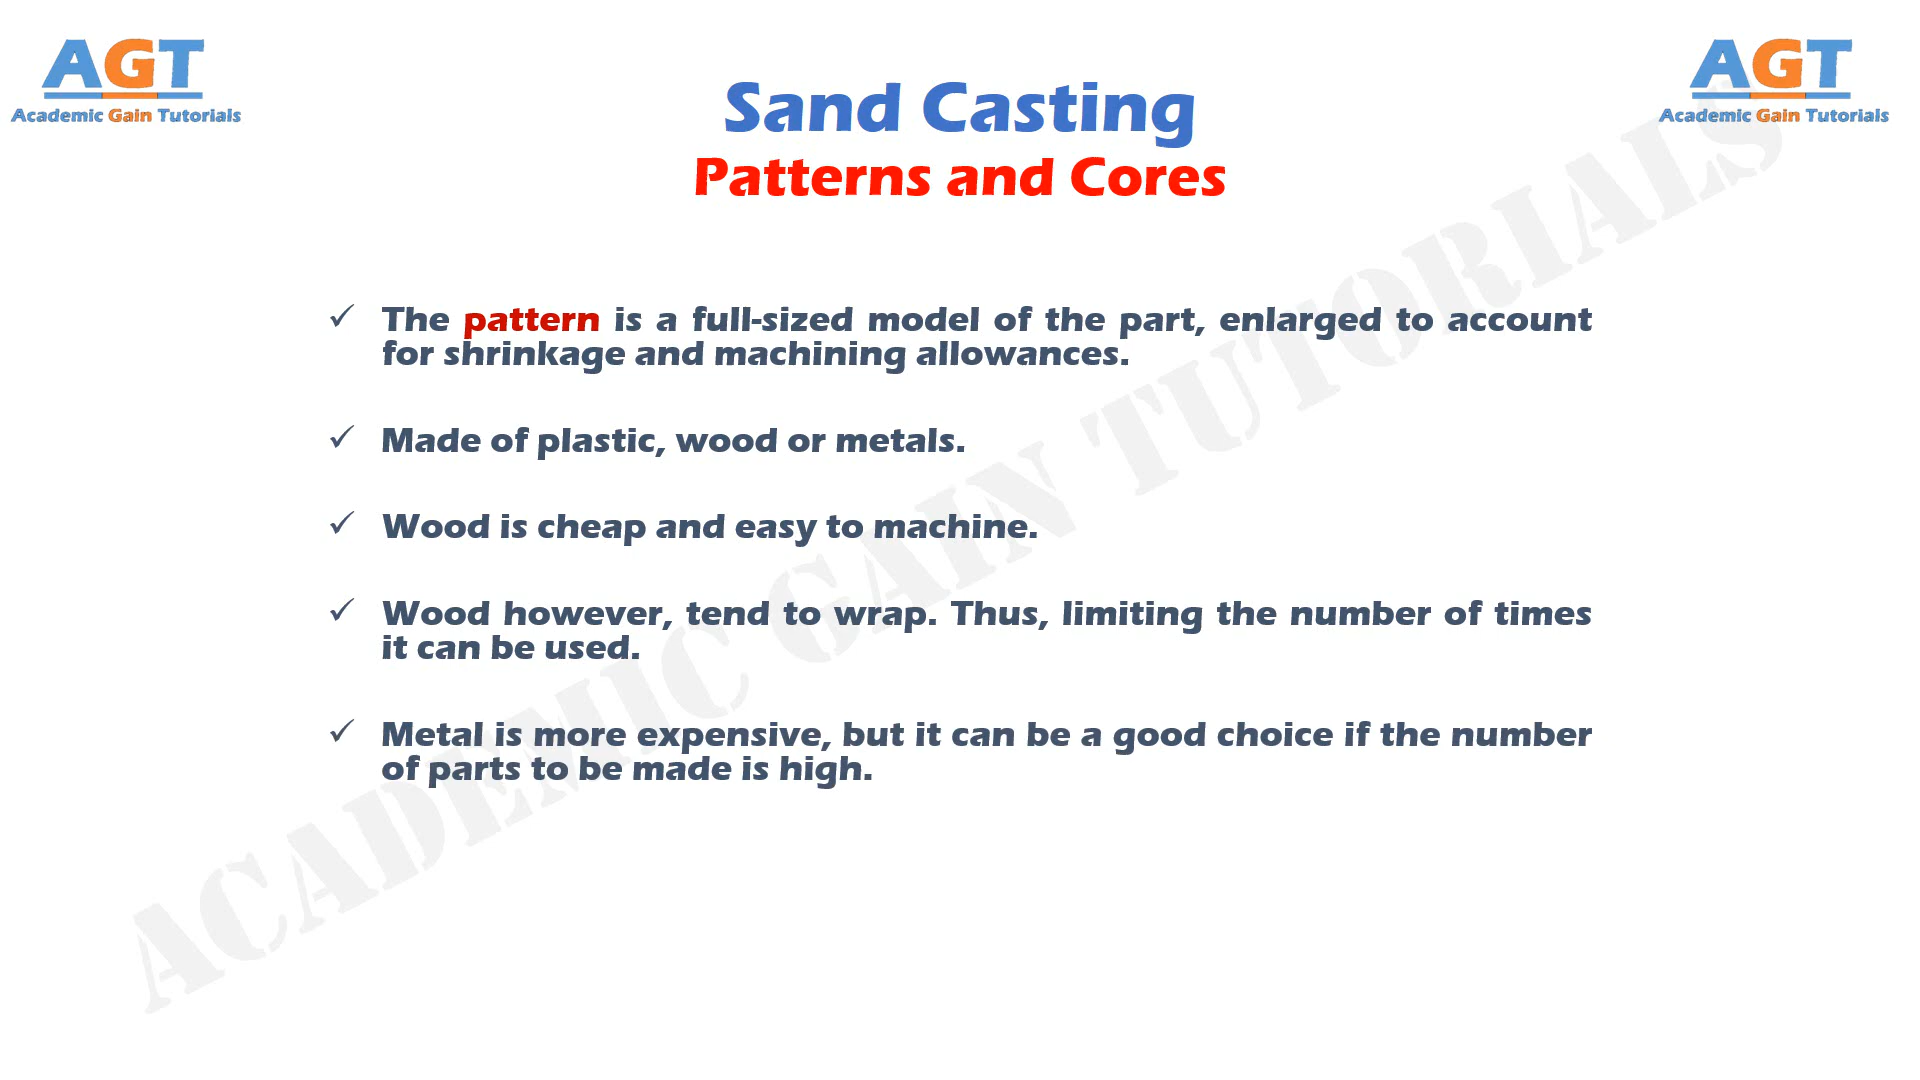 AGT
Academic Gain Tutorials
AGT
Academic Gain Tutorials
Sand Casting
Patterns and Cores
✓ The pattern is a full-sized model of the part, enlarged to account
for shrinkage and machining allowances.
✓ Made of plastic, wood or metals.
✓ Wood is cheap and easy to machine.
✓ Wood however, tend to wrap. Thus, limiting the number of times
it can be used.
✓ Metal is more expensive, but it can be a good choice if the number
of parts to be made is high.
ACADEMIC GAIN TUTORIALS